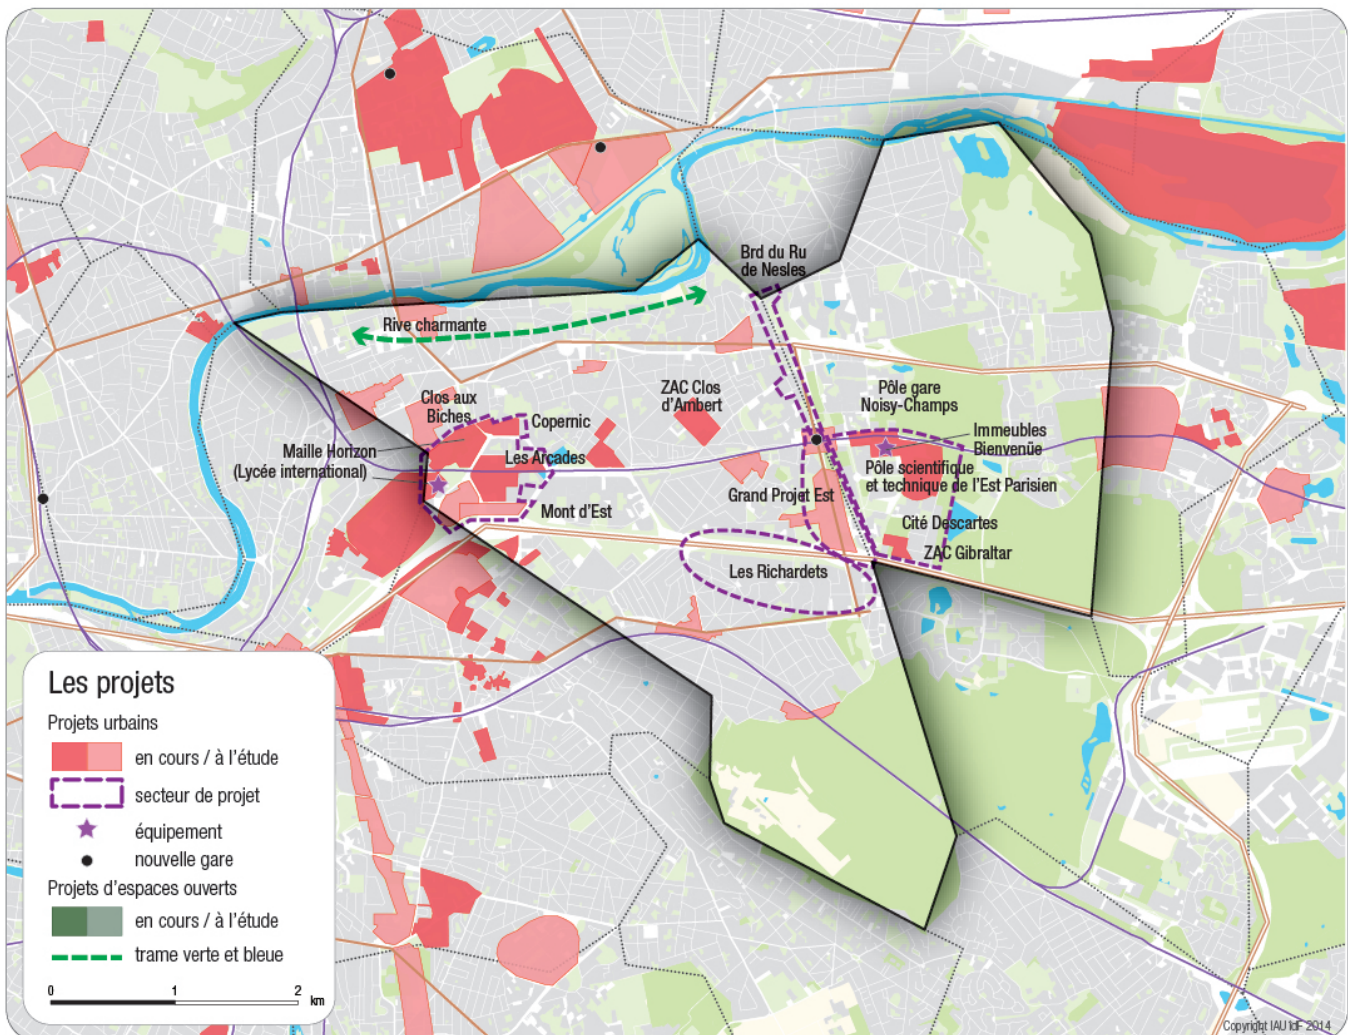 Brd du Ru
de Nesles
Rive charmante
Clos aux
Biches
Copernic
ZAC Clos
d'Ambert
Pôle gare
Noisy-Champs
Maille Horizon
(Lycée international)
Les Arçades
Immeubles
Bienvenüe
Pôle scientifique
et technique de l'Est Parisien
Grand Projet Est
Mont d'Est
Cité Descartes
ZAC Gibraltar
Les Richardets
Les projets
Projets urbains
en cours / à l'étude
secteur de projet
équipement
nouvelle gare
Projets d'espaces ouverts
en cours / à l'étude
trame verte et bleue
0 1 2
km
Copyright IAU îdF 2014